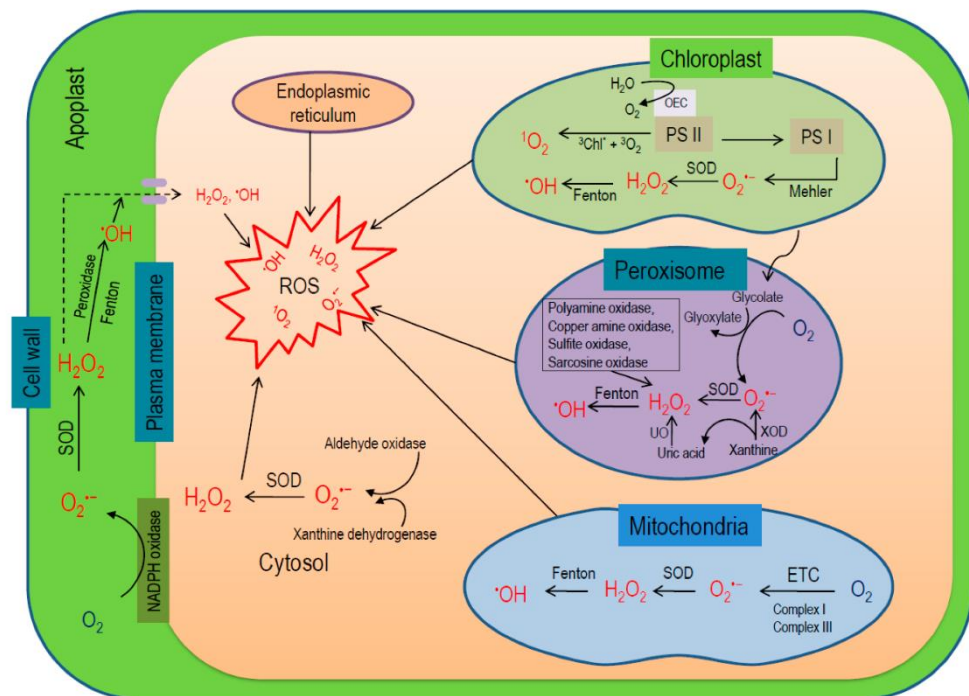 Apoplast
Cell wall
Plasma membrane
O₂
NADPH oxidase
O₂•−
SOD
H₂O₂
Peroxidase
Fenton
•OH
H₂O₂, •OH
Endoplasmic
reticulum
ROS
•OH
H₂O₂
¹O₂
O₂•−
H₂O₂
SOD
O₂•−
Aldehyde oxidase
Xanthine dehydrogenase
Cytosol
Chloroplast
H₂O
O₂
OEC
PS II
PS I
¹O₂
³Chl* + ³O₂
•OH
Fenton
H₂O₂
SOD
O₂•−
Mehler
Peroxisome
Glycolate
Glyoxylate
O₂
Polyamine oxidase,
Copper amine oxidase,
Sulfite oxidase,
Sarcosine oxidase
•OH
Fenton
H₂O₂
SOD
O₂•−
UO
Uric acid
XOD
Xanthine
Mitochondria
•OH
Fenton
H₂O₂
SOD
O₂•−
ETC
Complex I
Complex III
O₂